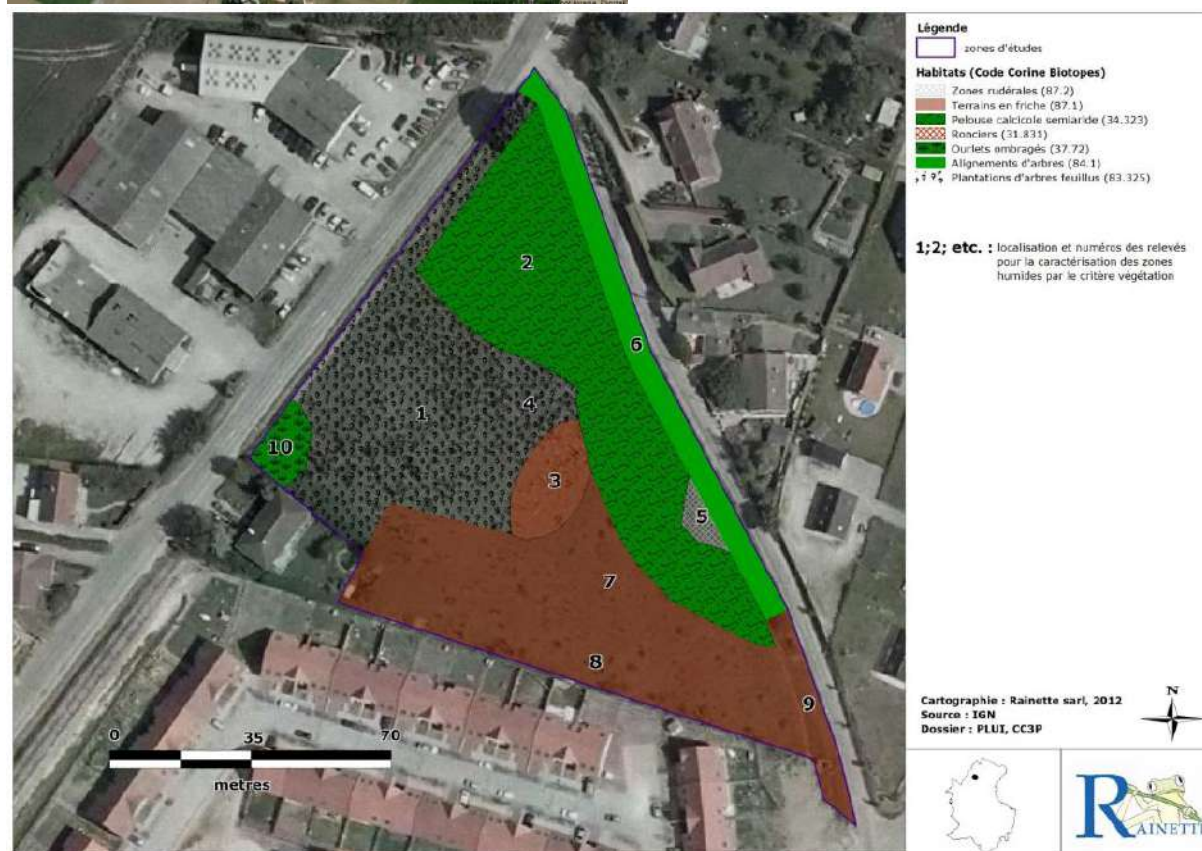 Légende
zones d'études
Habitats (Code Corine Biotopes)
Zones rudérales (87.2)
Terrains en friche (87.1)
Pelouse calcicole semiaride (34.323)
Ronciers (31.831)
Ourlets ombragés (37.72)
Alignements d'arbres (84.1)
Plantations d'arbres feuillus (83.325)
1;2; etc. : localisation et numéros des relevés
pour la caractérisation des zones
humides par le critère végétation
2
6
1
4
10
3
5
7
8
9
0 35 70
metres
Cartographie : Rainette sarl, 2012
Source : IGN
Dossier : PLUI, CC3P
N
RAINETTE